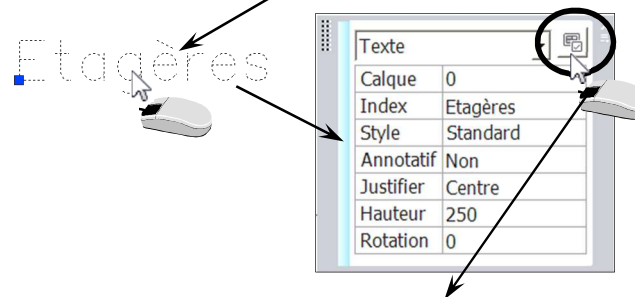 Etagères
Texte
Calque 0
Index Etagères
Style Standard
Annotatif Non
Justifier Centre
Hauteur 250
Rotation 0